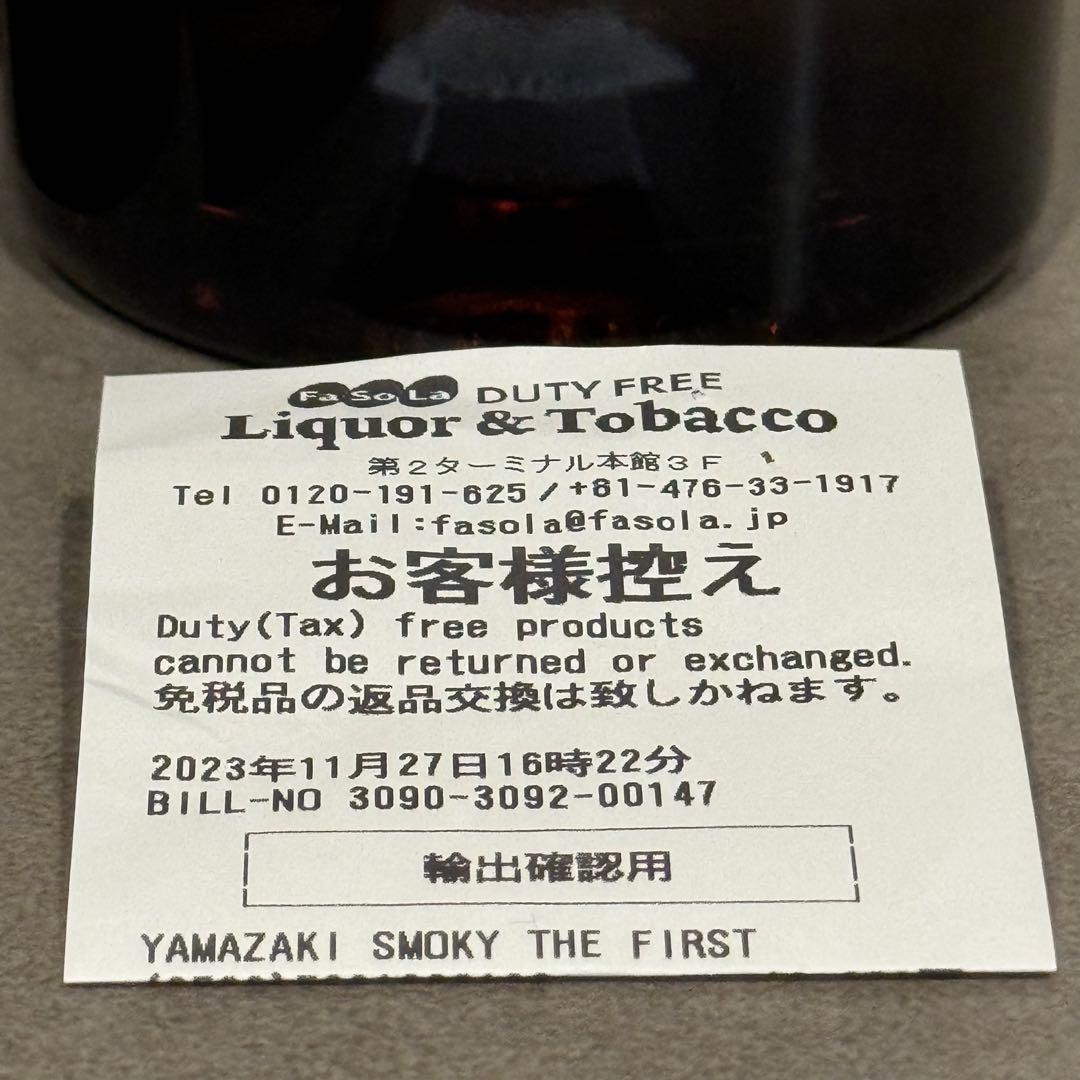 FaSoLa DUTY FREE
Liquor & Tobacco
第2ターミナル本館3F
Tel 0120-191-625/+81-476-33-1917
E-Mail:fasola@fasola.jp
お客様控え
Duty(Tax) free products
cannot be returned or exchanged.
免税品の返品交換は致しかねます。
2023年11月27日16時22分
BILL-NO 3090-3092-00147
輸出確認用
YAMAZAKI SMOKY THE FIRST